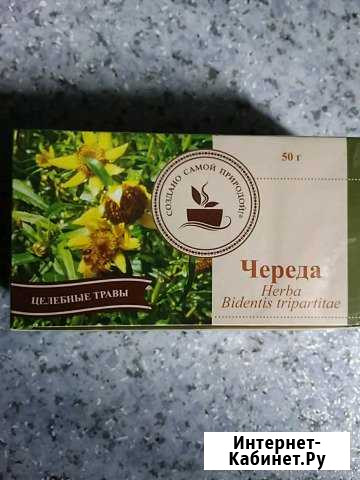 50 г
СОЗДАНО САМОЙ ПРИРОДОЙ!®
Череда
Herba
Bidentis tripartitae
ЦЕЛЕБНЫЕ ТРАВЫ
Интернет-
Кабинет.Ру